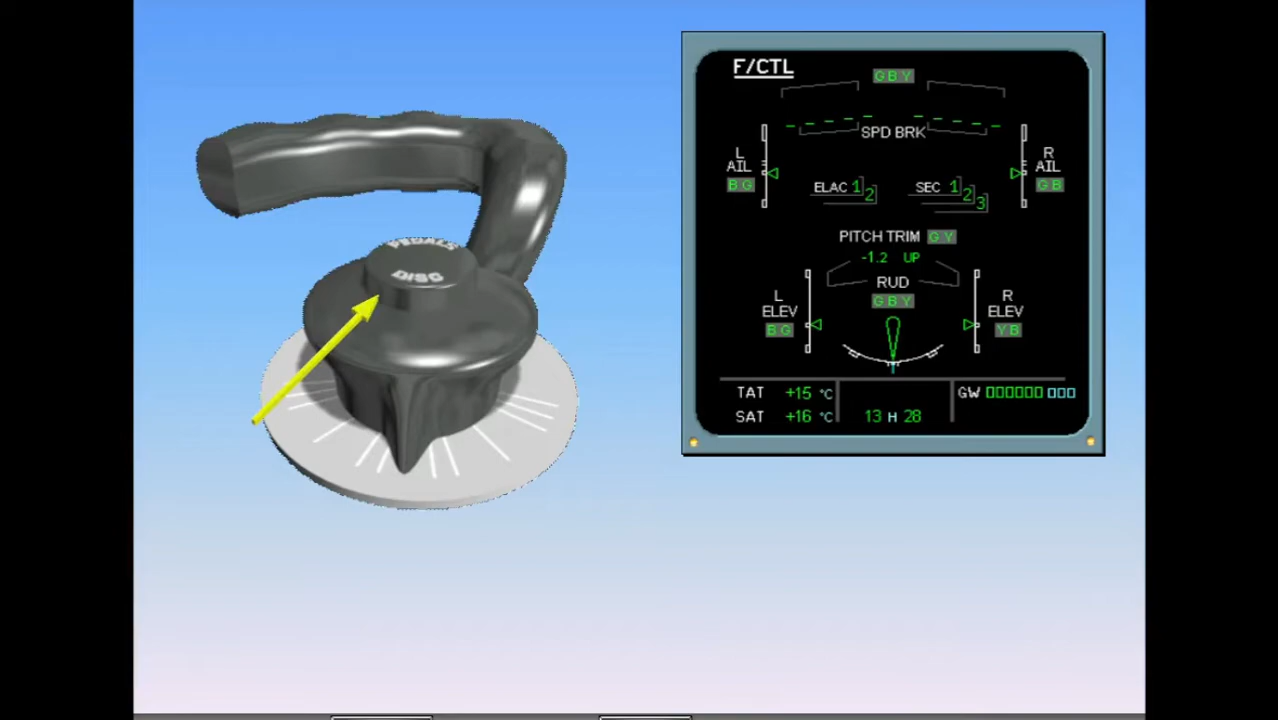 PEDALS
DISC
F/CTL
G B Y
SPD BRK
L
AIL
B G
R
AIL
G B
ELAC 1 2
SEC 1 2 3
PITCH TRIM G Y
-1.2 UP
RUD
G B Y
L
ELEV
B G
R
ELEV
Y B
TAT +15 °C
SAT +16 °C
13 H 28
GW 000000000